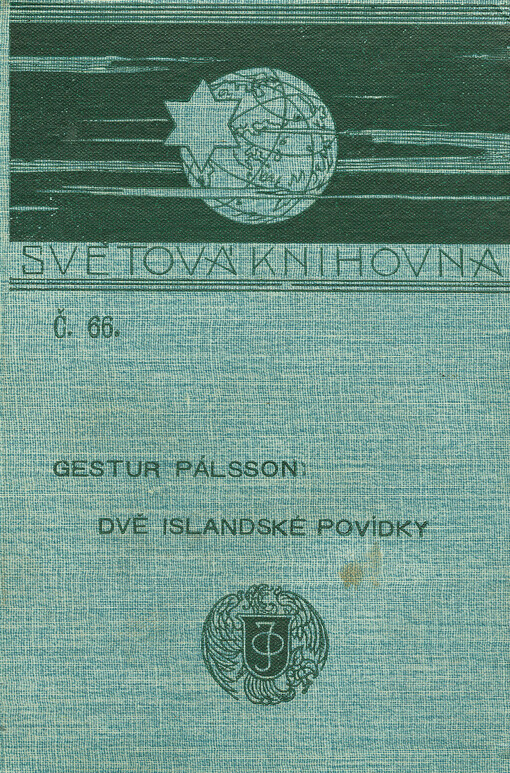 SVĚTOVÁ KNIHOVNA
Č. 66.
GESTUR PÁLSSON:
DVĚ ISLANDSKÉ POVÍDKY